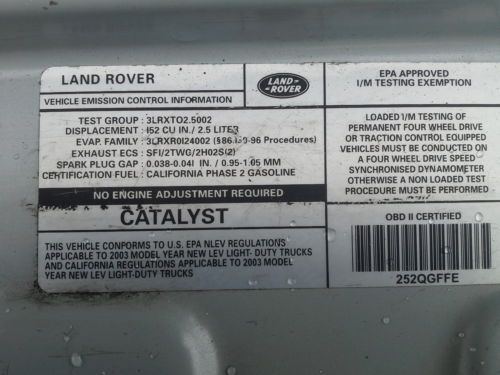 LAND ROVER
VEHICLE EMISSION CONTROL INFORMATION
LAND-
-ROVER
TEST GROUP : 3LRXT02.5002
DISPLACEMENT : 152 CU IN./ 2.5 LITER
EVAP. FAMILY : 3LRXR0124002 Procedures)
EXHAUST ECS : SFI/2TWG/2HO2S(2)
SPARK PLUG GAP : 0.038-0.041 IN. / 0.95-1.05 MM
CERTIFICATION FUEL : CALIFORNIA PHASE 2 GASOLINE
NO ENGINE ADJUSTMENT REQUIRED
CATALYST
THIS VEHICLE CONFORMS TO U.S. EPA NLEV REGULATIONS
APPLICABLE TO 2003 MODEL YEAR NEW LEV LIGHT- DUTY TRUCKS
AND CALIFORNIA REGULATIONS APPLICABLE TO 2003 MODEL
YEAR NEW LEV LIGHT-DUTY TRUCKS
EPA APPROVED
I/M TESTING EXEMPTION
LOADED I/M TESTING OF
PERMANENT FOUR WHEEL DRIVE
OR TRACTION CONTROL EQUIPPED
VEHICLES MUST BE CONDUCTED ON
A FOUR WHEEL DRIVE SPEED
SYNCHRONISED DYNAMOMETER
OTHERWISE A NON LOADED TEST
PROCEDURE MUST BE PERFORMED
OBD II CERTIFIED
252QGFFE